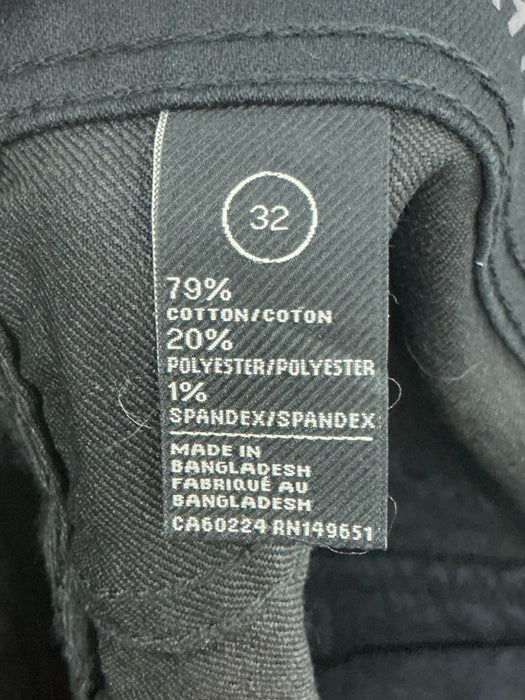 32
79%
COTTON/COTON
20%
POLYESTER/POLYESTER
1%
SPANDEX/SPANDEX
MADE IN
BANGLADESH
FABRIQUÉ AU
BANGLADESH
CA60224 RN149651